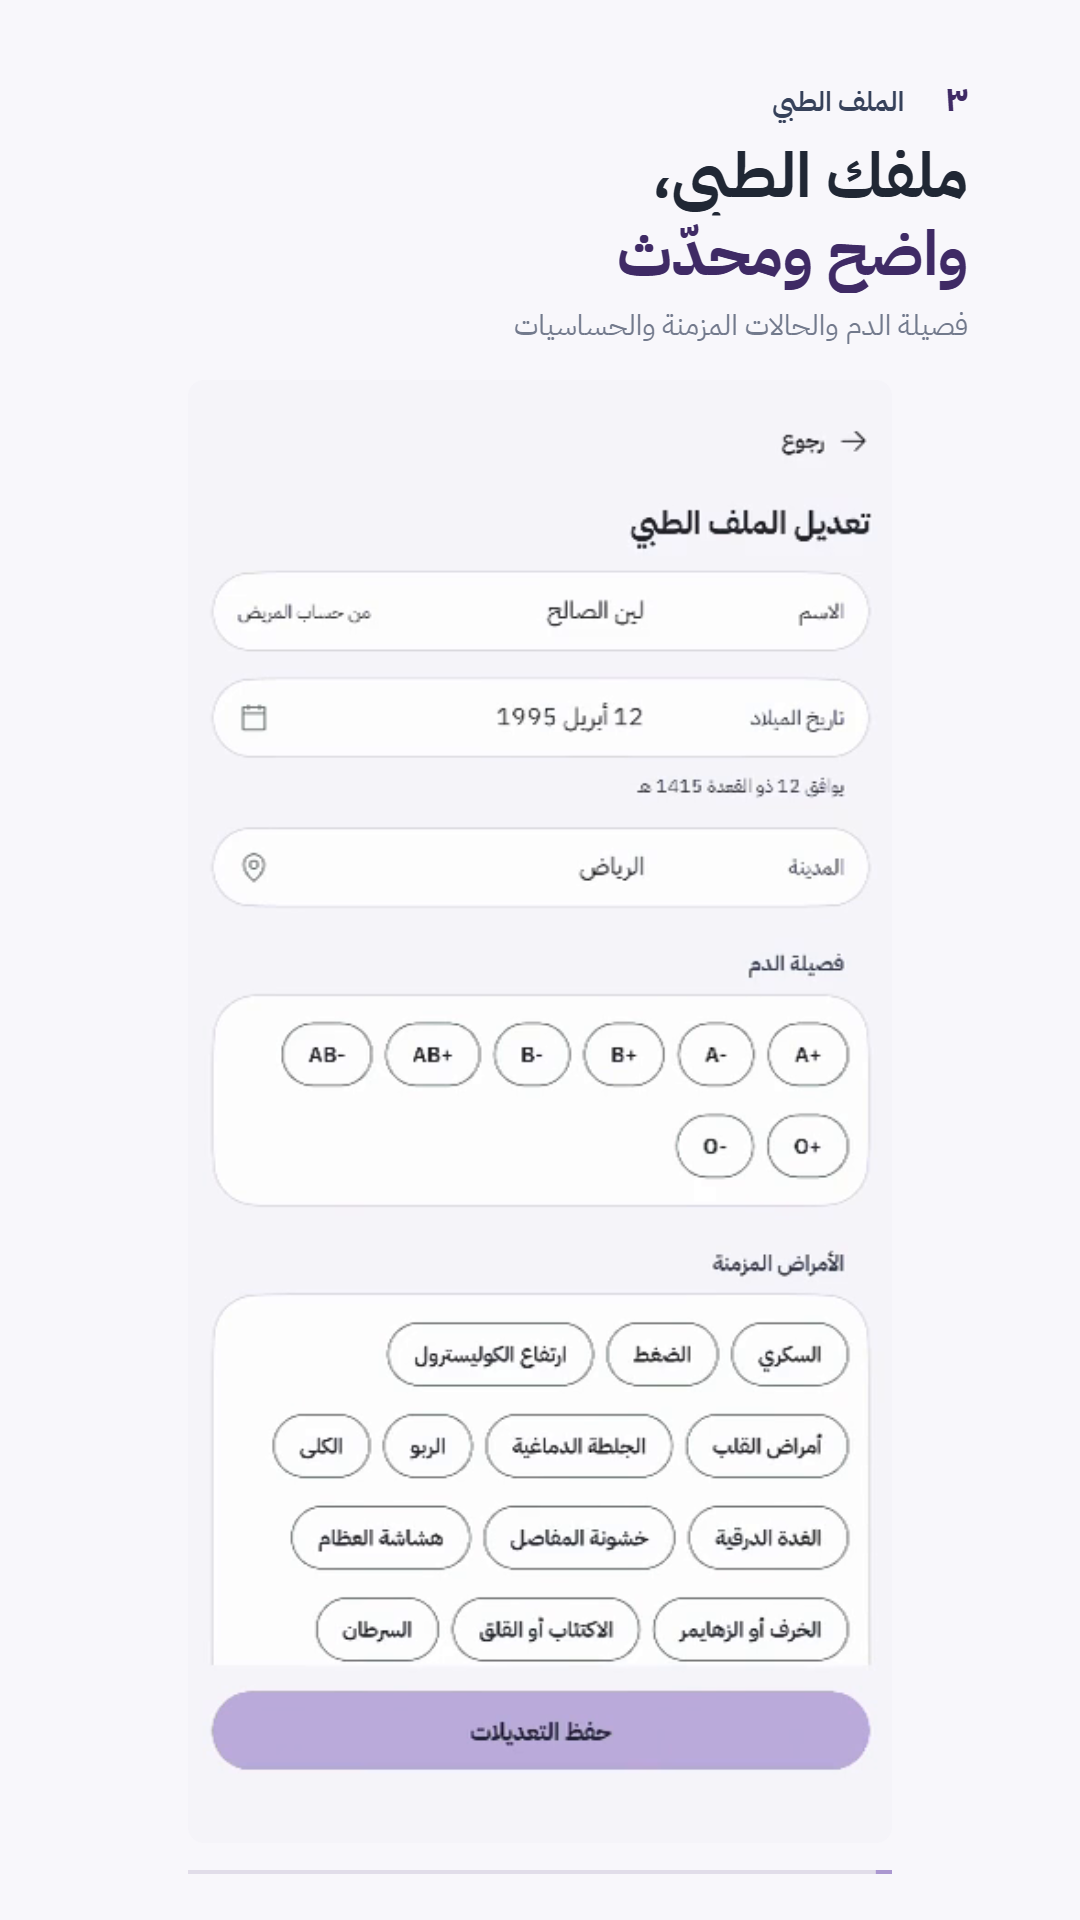 ٣ الملف الطبي
ملفك الطبي،
واضح ومحدّث
فصيلة الدم والحالات المزمنة والحساسيات
رجوع
تعديل الملف الطبي
الاسم لين الصالح من حساب المريض
تاريخ الميلاد 12 أبريل 1995
يوافق 12 ذو القعدة 1415 هـ
المدينة الرياض
فصيلة الدم
A+ A- B+ B- AB+ AB-
O+ O-
الأمراض المزمنة
السكري الضغط ارتفاع الكوليسترول
أمراض القلب الجلطة الدماغية الربو الكلى
الغدة الدرقية خشونة المفاصل هشاشة العظام
الخرف أو الزهايمر الاكتئاب أو القلق السرطان
حفظ التعديلات